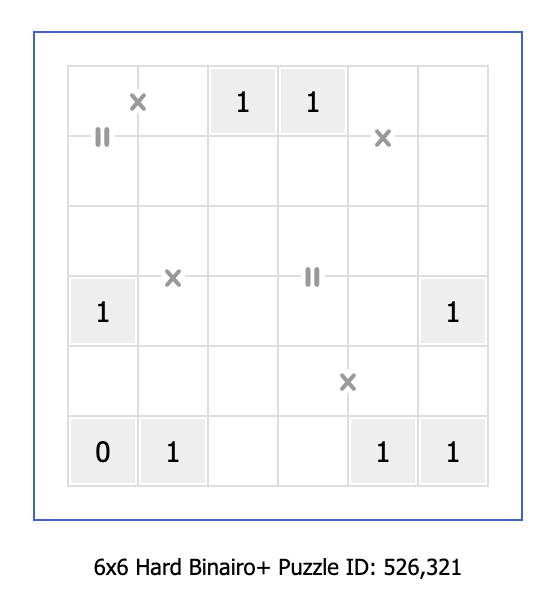 × 1 1
|| ×
× ||
1 1
×
0 1 1 1
6x6 Hard Binairo+ Puzzle ID: 526,321